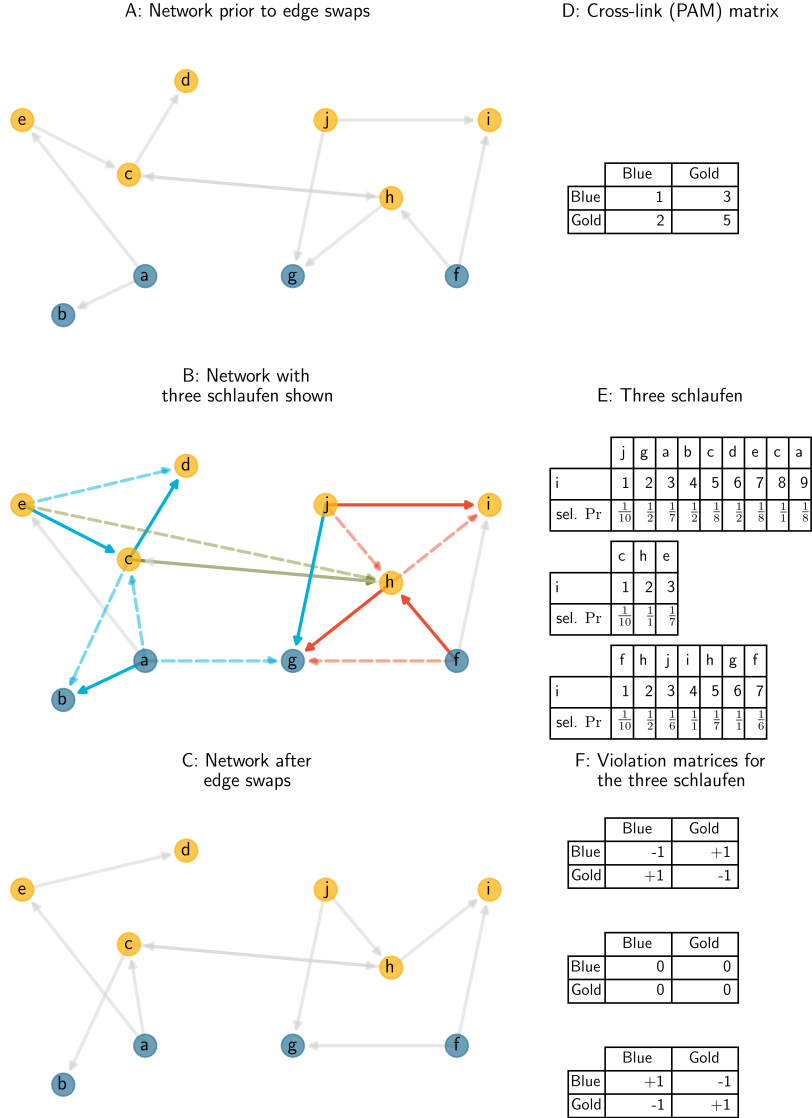 A: Network prior to edge swaps
d
e
j
i
c
h
a
g
f
b
D: Cross-link (PAM) matrix
Blue Gold
Blue 1 3
Gold 2 5
B: Network with
three schlaufen shown
d
e
j
i
c
h
a
g
f
b
E: Three schlaufen
j g a b c d e c a
i 1 2 3 4 5 6 7 8 9
sel. Pr 1/10 1/2 1/7 1/2 1/8 1/2 1/8 1/1 1/8
c h e
i 1 2 3
sel. Pr 1/10 1/1 1/7
f h j i h g f
i 1 2 3 4 5 6 7
sel. Pr 1/10 1/2 1/6 1/1 1/7 1/1 1/6
C: Network after
edge swaps
d
e
j
i
c
h
a
g
f
b
F: Violation matrices for
the three schlaufen
Blue Gold
Blue -1 +1
Gold +1 -1
Blue Gold
Blue 0 0
Gold 0 0
Blue Gold
Blue +1 -1
Gold -1 +1